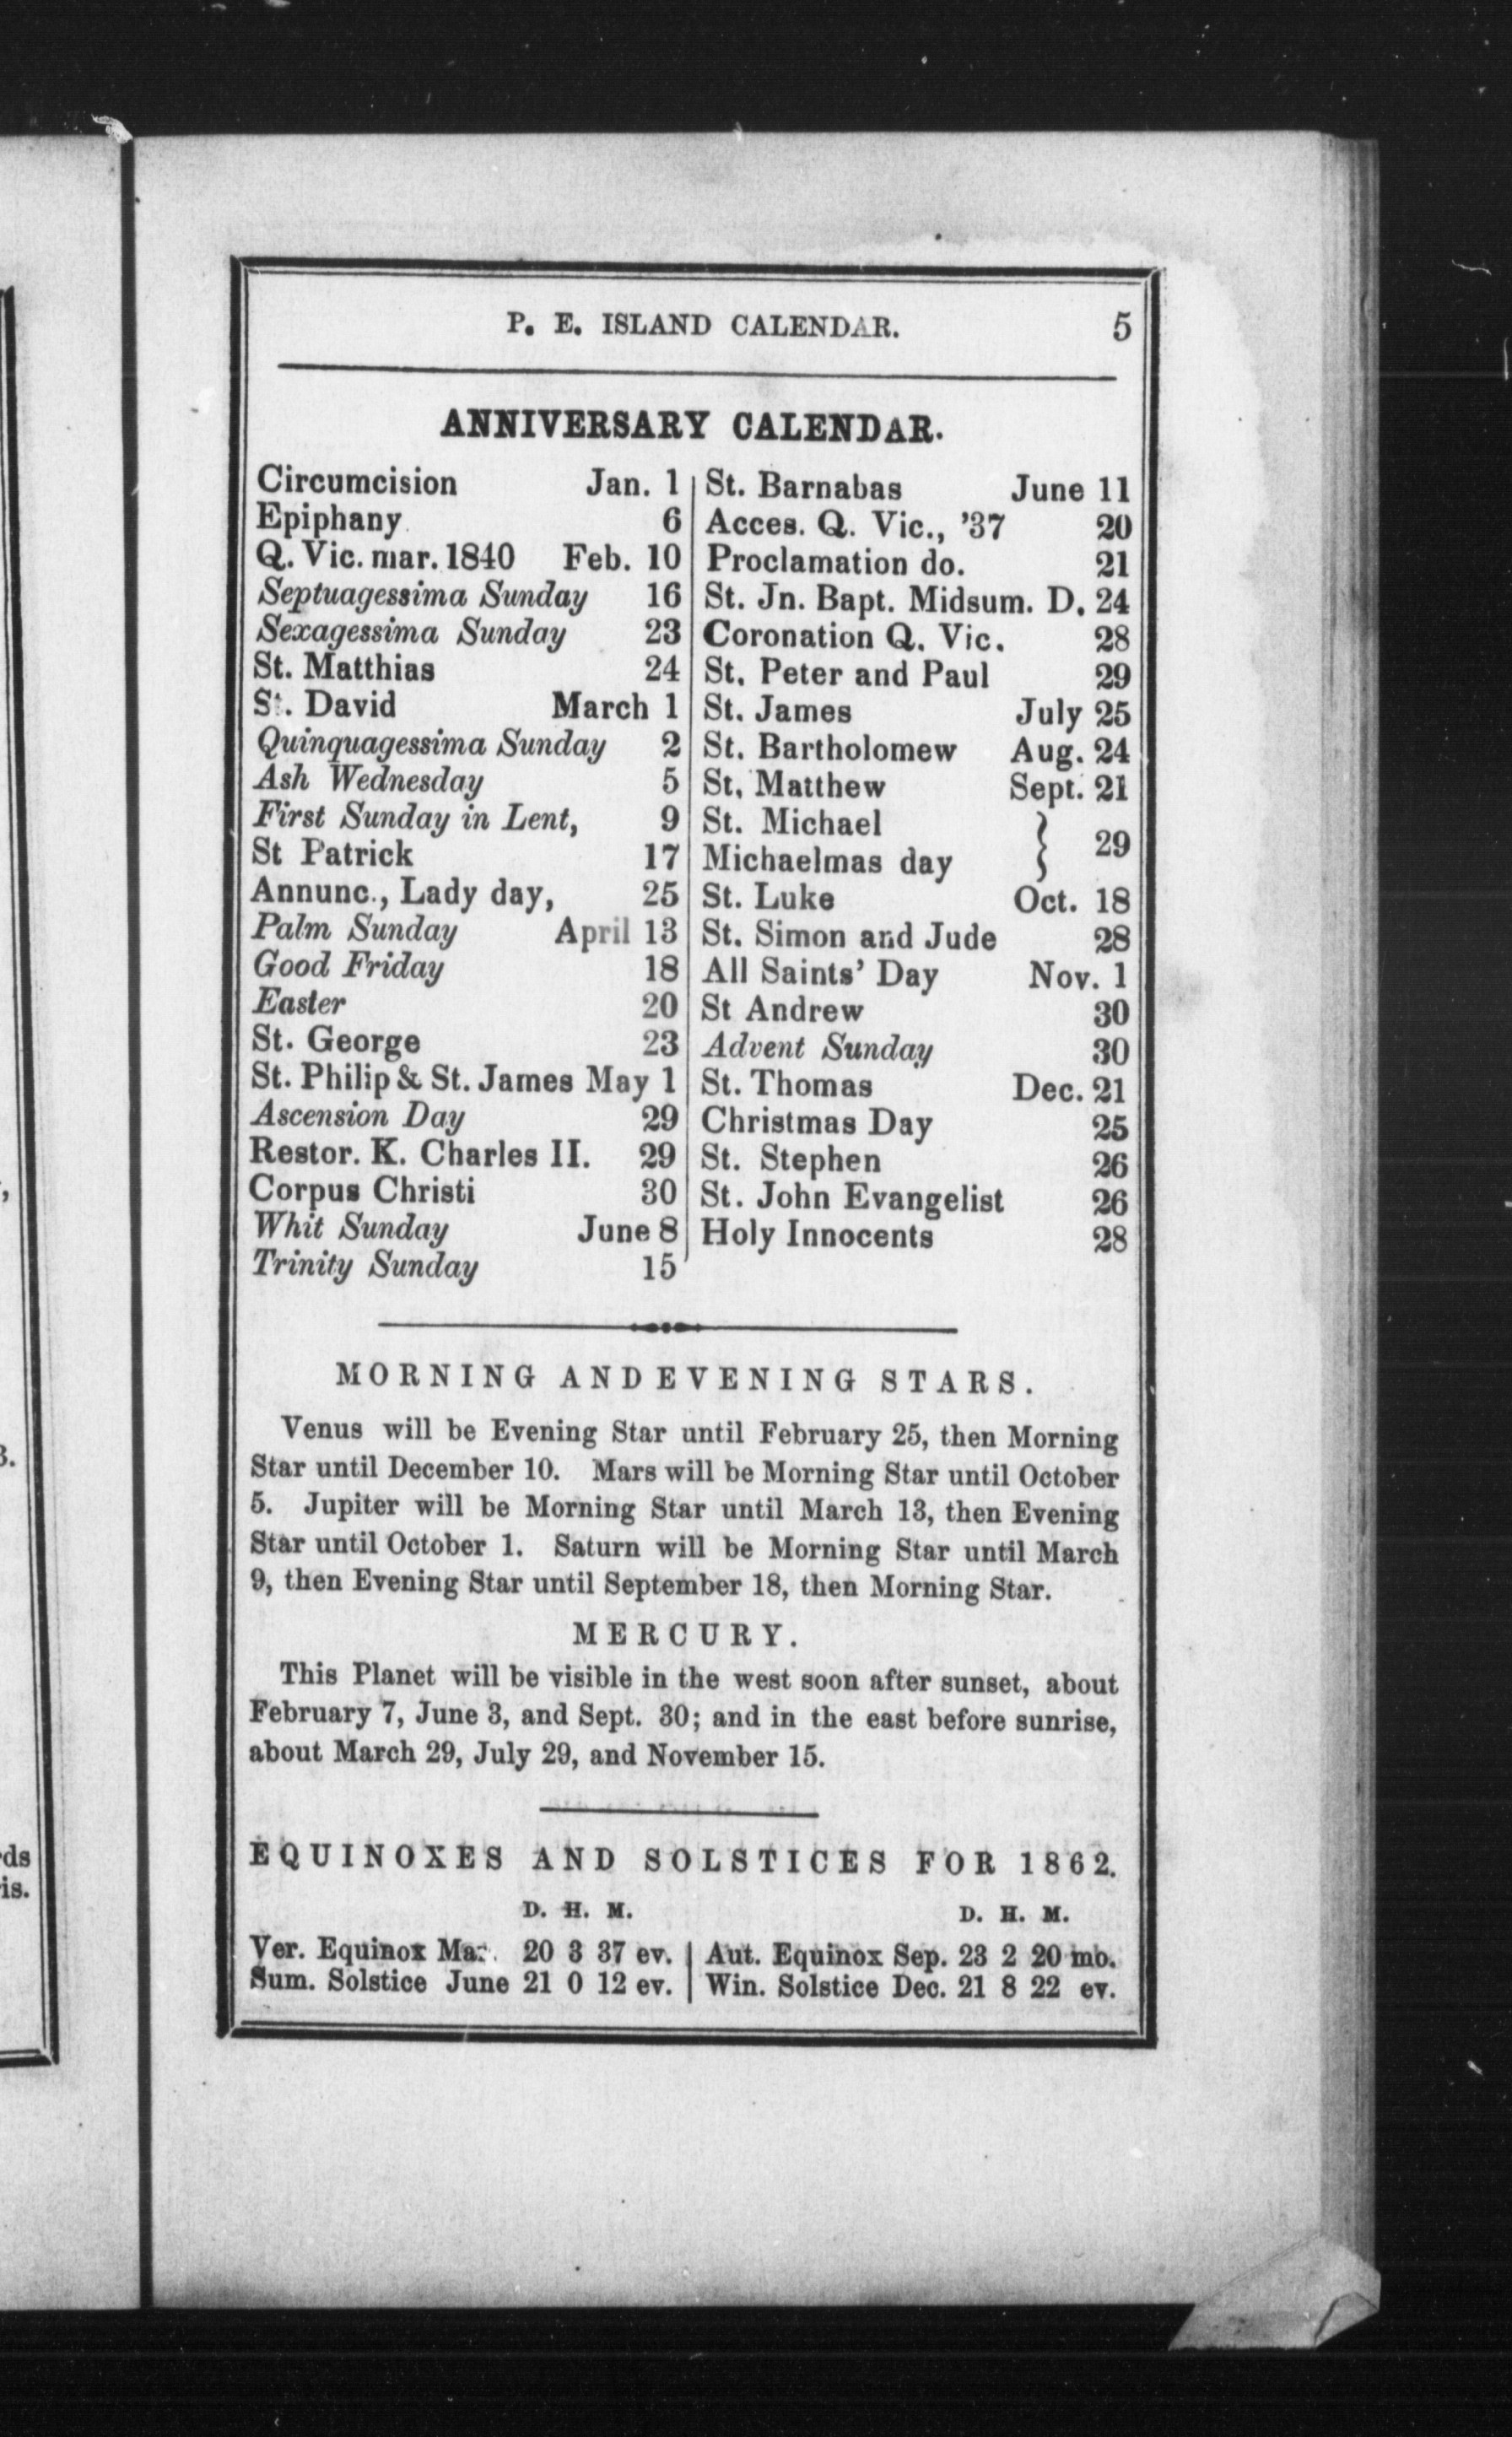 P. E. ISLAND CALENDAR. 5
ANNIVERSARY CALENDAR.
Circumcision Jan. 1
Epiphany 6
Q. Vic. mar. 1840 Feb. 10
Septuagessima Sunday 16
Sexagessima Sunday 23
St. Matthias 24
St. David March 1
Quinquagessima Sunday 2
Ash Wednesday 5
First Sunday in Lent, 9
St Patrick 17
Annunc., Lady day, 25
Palm Sunday April 13
Good Friday 18
Easter 20
St. George 23
St. Philip & St. James May 1
Ascension Day 29
Restor. K. Charles II. 29
Corpus Christi 30
Whit Sunday June 8
Trinity Sunday 15
St. Barnabas June 11
Acces. Q. Vic., '37 20
Proclamation do. 21
St. Jn. Bapt. Midsum. D. 24
Coronation Q. Vic. 28
St. Peter and Paul 29
St. James July 25
St. Bartholomew Aug. 24
St. Matthew Sept. 21
St. Michael
Michaelmas day } 29
St. Luke Oct. 18
St. Simon and Jude 28
All Saints' Day Nov. 1
St Andrew 30
Advent Sunday 30
St. Thomas Dec. 21
Christmas Day 25
St. Stephen 26
St. John Evangelist 26
Holy Innocents 28
MORNING AND EVENING STARS.
Venus will be Evening Star until February 25, then Morning
Star until December 10. Mars will be Morning Star until October
5. Jupiter will be Morning Star until March 13, then Evening
Star until October 1. Saturn will be Morning Star until March
9, then Evening Star until September 18, then Morning Star.
MERCURY.
This Planet will be visible in the west soon after sunset, about
February 7, June 3, and Sept. 30; and in the east before sunrise,
about March 29, July 29, and November 15.
EQUINOXES AND SOLSTICES FOR 1862.
D. H. M. D. H. M.
Ver. Equinox Mar. 20 3 37 ev. | Aut. Equinox Sep. 23 2 20 mo.
Sum. Solstice June 21 0 12 ev. | Win. Solstice Dec. 21 8 22 ev.